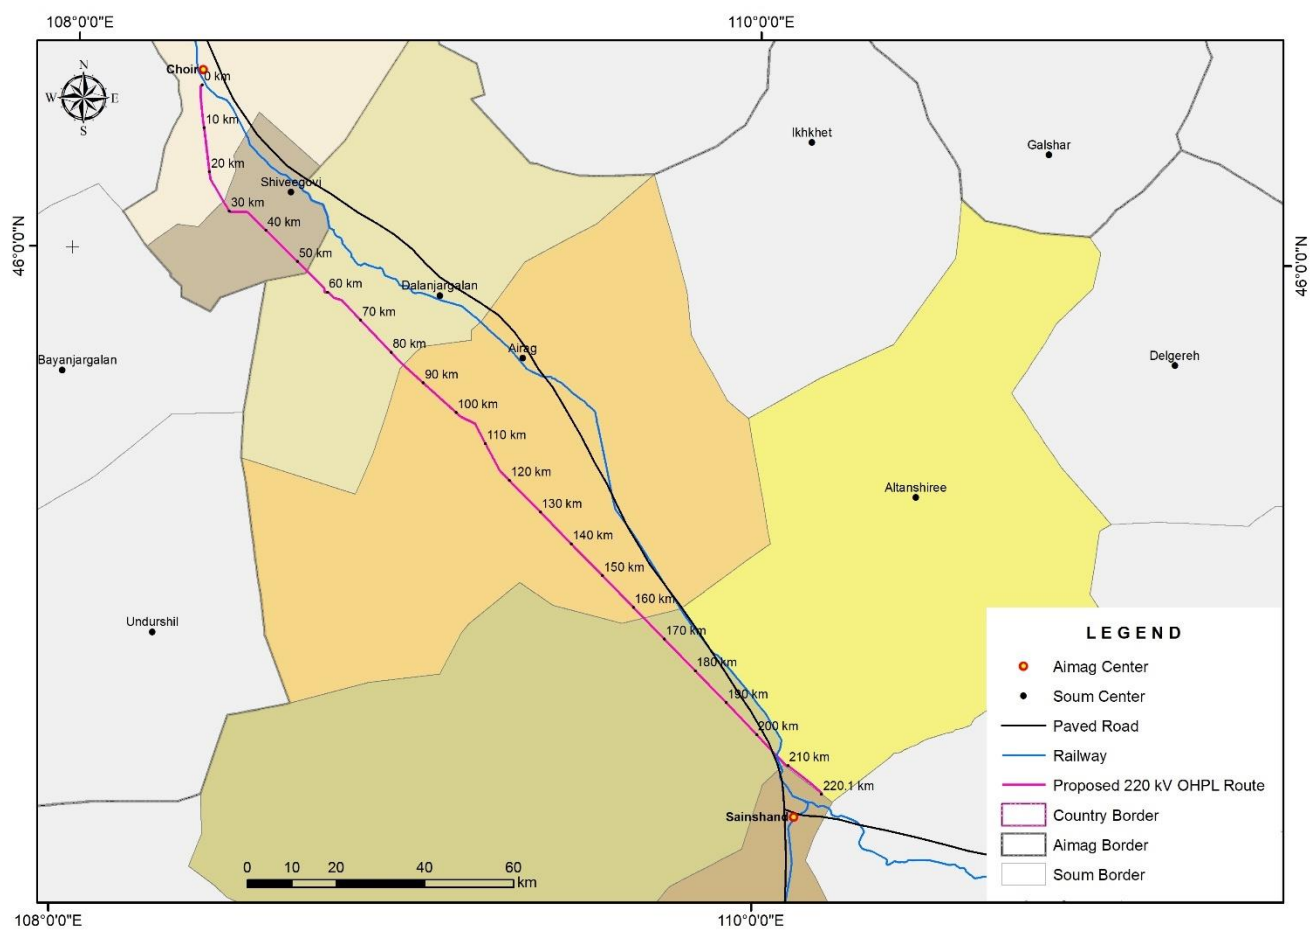 108°0'0"E
110°0'0"E
N
W
E
S
Choir
0 km
10 km
Ikhkhet
Galshar
20 km
Shiveegovi
30 km
40 km
46°0'0"N
46°0'0"N
50 km
60 km
Dalanjargalan
70 km
80 km
Airag
Bayanjargalan
Delgereh
90 km
100 km
110 km
120 km
Altanshiree
130 km
140 km
150 km
160 km
Undurshil
170 km
180 km
190 km
200 km
210 km
220.1 km
Sainshand
LEGEND
Aimag Center
Soum Center
Paved Road
Railway
Proposed 220 kV OHPL Route
Country Border
Aimag Border
Soum Border
0 10 20 40 60
km
108°0'0"E
110°0'0"E